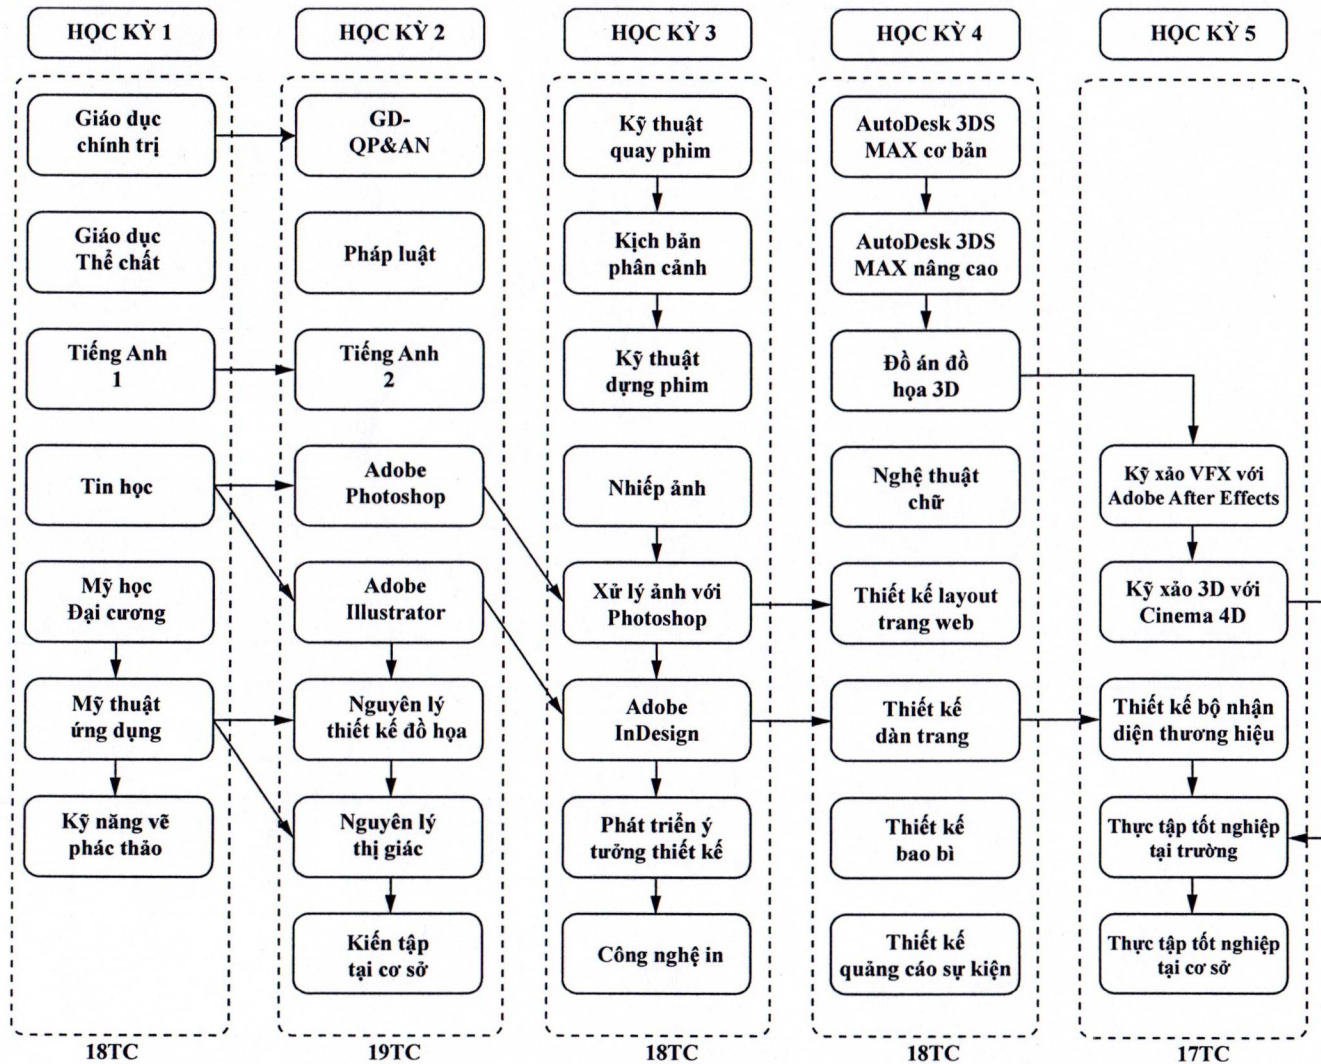 HỌC KỲ 1
HỌC KỲ 2
HỌC KỲ 3
HỌC KỲ 4
HỌC KỲ 5
Giáo dục
chính trị
Giáo dục
Thể chất
Tiếng Anh
1
Tin học
Mỹ học
Đại cương
Mỹ thuật
ứng dụng
Kỹ năng vẽ
phác thảo
18TC
GD-
QP&AN
Pháp luật
Tiếng Anh
2
Adobe
Photoshop
Adobe
Illustrator
Nguyên lý
thiết kế đồ họa
Nguyên lý
thị giác
Kiến tập
tại cơ sở
19TC
Kỹ thuật
quay phim
Kịch bản
phân cảnh
Kỹ thuật
dựng phim
Nhiếp ảnh
Xử lý ảnh với
Photoshop
Adobe
InDesign
Phát triển ý
tưởng thiết kế
Công nghệ in
18TC
AutoDesk 3DS
MAX cơ bản
AutoDesk 3DS
MAX nâng cao
Đồ án đồ
họa 3D
Nghệ thuật
chữ
Thiết kế layout
trang web
Thiết kế
dàn trang
Thiết kế
bao bì
Thiết kế
quảng cáo sự kiện
18TC
Kỹ xảo VFX với
Adobe After Effects
Kỹ xảo 3D với
Cinema 4D
Thiết kế bộ nhận
diện thương hiệu
Thực tập tốt nghiệp
tại trường
Thực tập tốt nghiệp
tại cơ sở
17TC